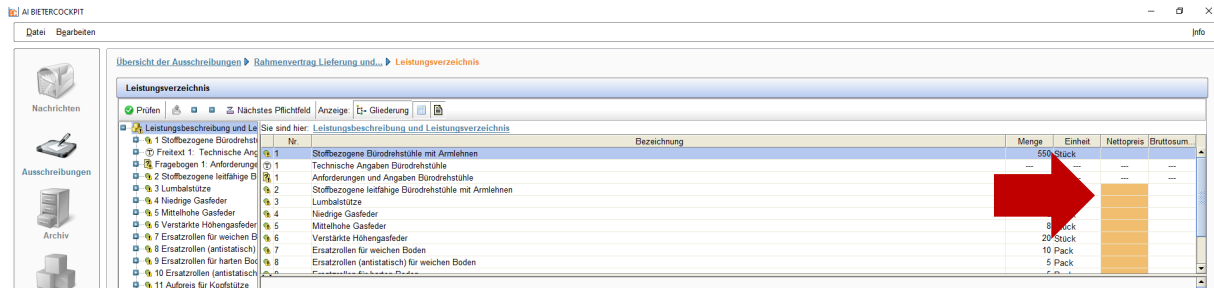 AI BIETERCOCKPIT
Datei Bearbeiten Info
Übersicht der Ausschreibungen Rahmenvertrag Lieferung und... Leistungsverzeichnis
Leistungsverzeichnis
Prüfen Nächstes Pflichtfeld Anzeige: Gliederung
Nachrichten
Ausschreibungen
Archiv
Leistungsbeschreibung und Le
1 Stoffbezogene Bürodrehst
Freitext 1: Technische Ang
Fragebogen 1: Anforderunge
2 Stoffbezogene leitfähige B
3 Lumbalstütze
4 Niedrige Gasfeder
5 Mittelhohe Gasfeder
6 Verstärkte Höhengasfeder
7 Ersatzrollen für weichen B
8 Ersatzrollen (antistatisch)
9 Ersatzrollen für harten Bod
10 Ersatzrollen (antistatisch
11 Aufpreis für Kopfstütze
Sie sind hier: Leistungsbeschreibung und Leistungsverzeichnis
Nr. Bezeichnung Menge Einheit Nettopreis Bruttosum...
1 Stoffbezogene Bürodrehstühle mit Armlehnen 550 Stück
1 Technische Angaben Bürodrehstühle --- --- --- ---
1 Anforderungen und Angaben Bürodrehstühle --- --- ---
2 Stoffbezogene leitfähige Bürodrehstühle mit Armlehnen
3 Lumbalstütze
4 Niedrige Gasfeder
5 Mittelhohe Gasfeder 8 Stück
6 Verstärkte Höhengasfeder 20 Stück
7 Ersatzrollen für weichen Boden 10 Pack
8 Ersatzrollen (antistatisch) für weichen Boden 5 Pack